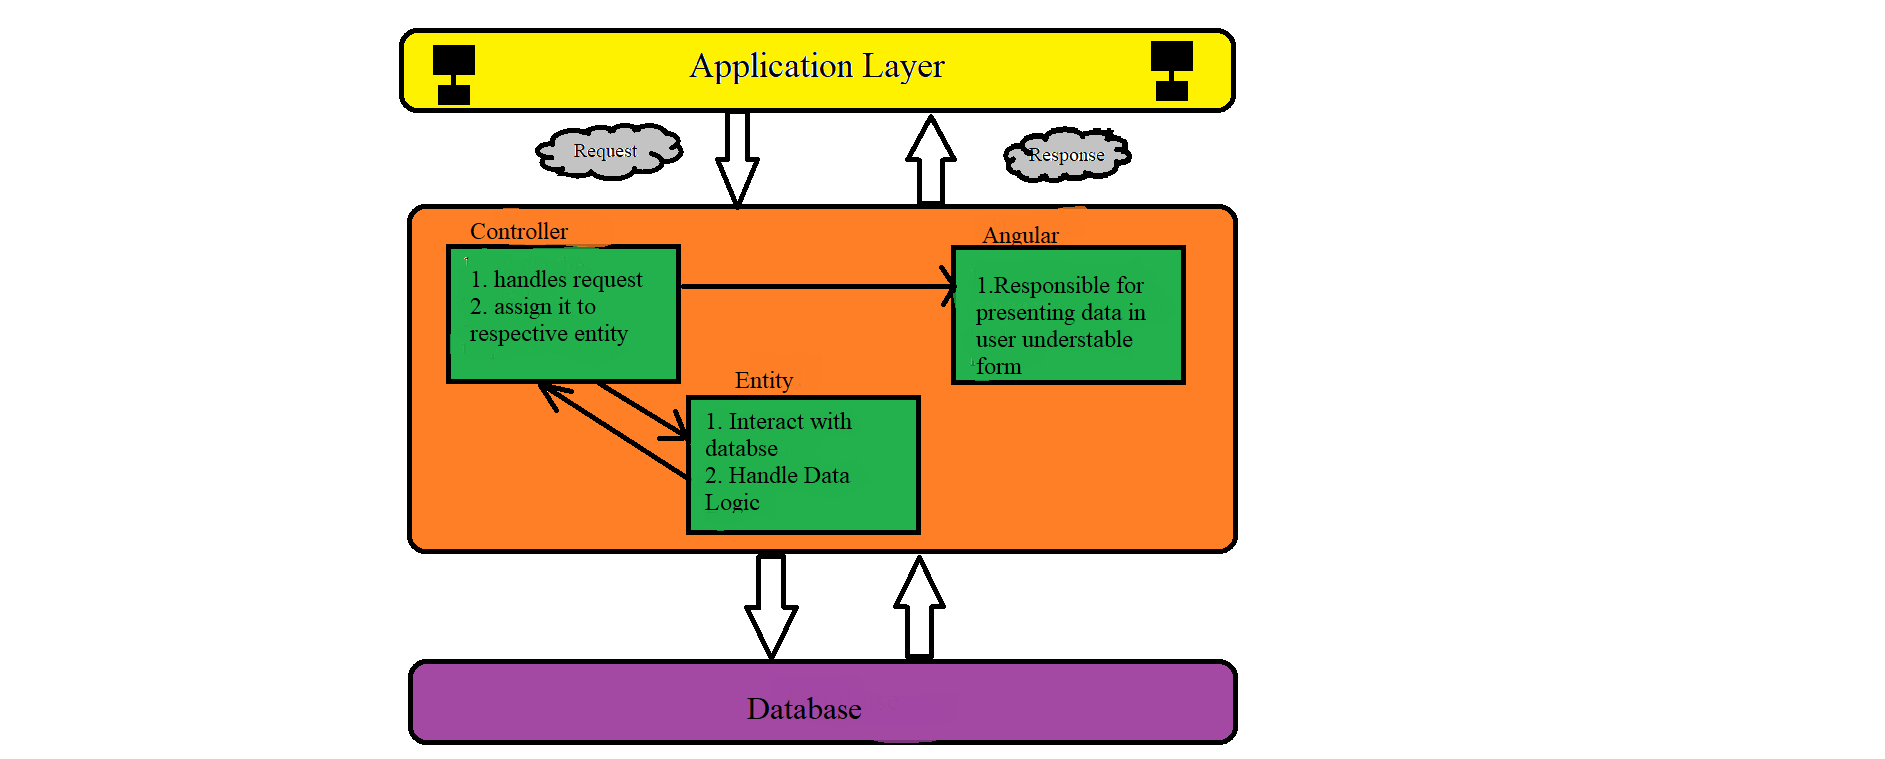 Application Layer
Request
Response
Controller
1. handles request
2. assign it to
respective entity
Angular
1.Responsible for
presenting data in
user understable
form
Entity
1. Interact with
databse
2. Handle Data
Logic
Database